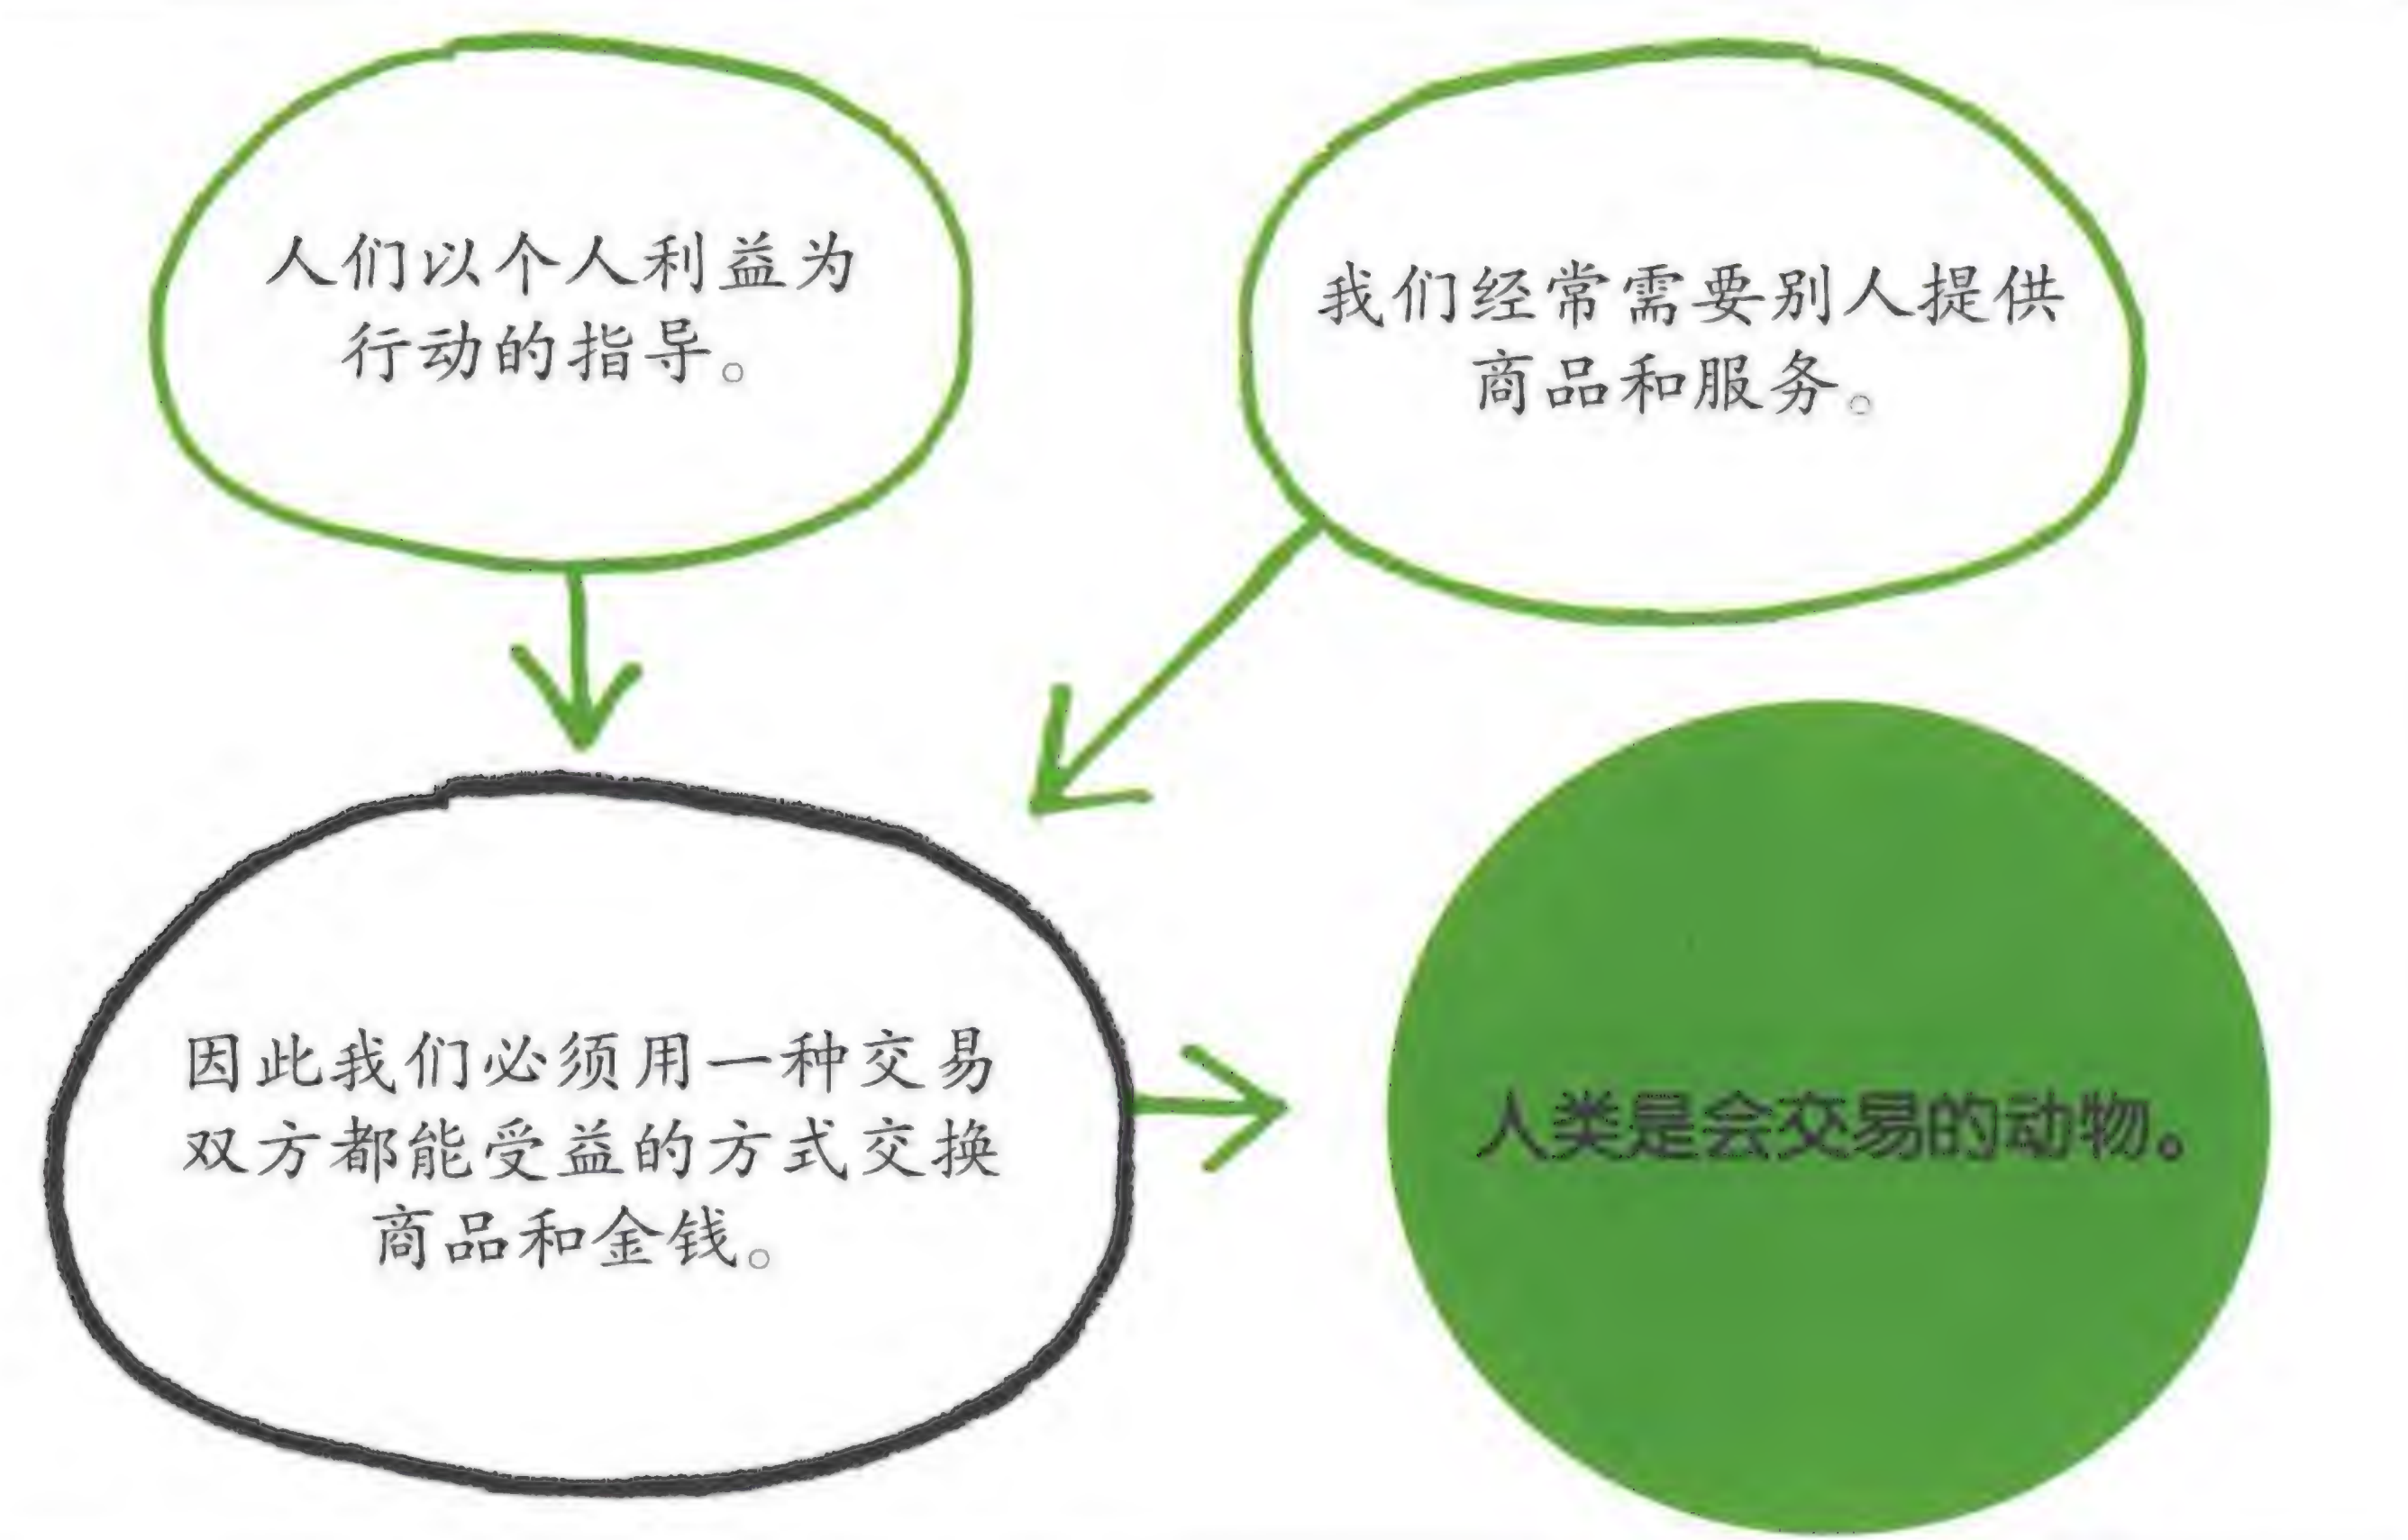 人们以个人利益为
行动的指导。
我们经常需要别人提供
商品和服务。
因此我们必须用一种交易
双方都能受益的方式交换
商品和金钱。
人类是会交易的动物。